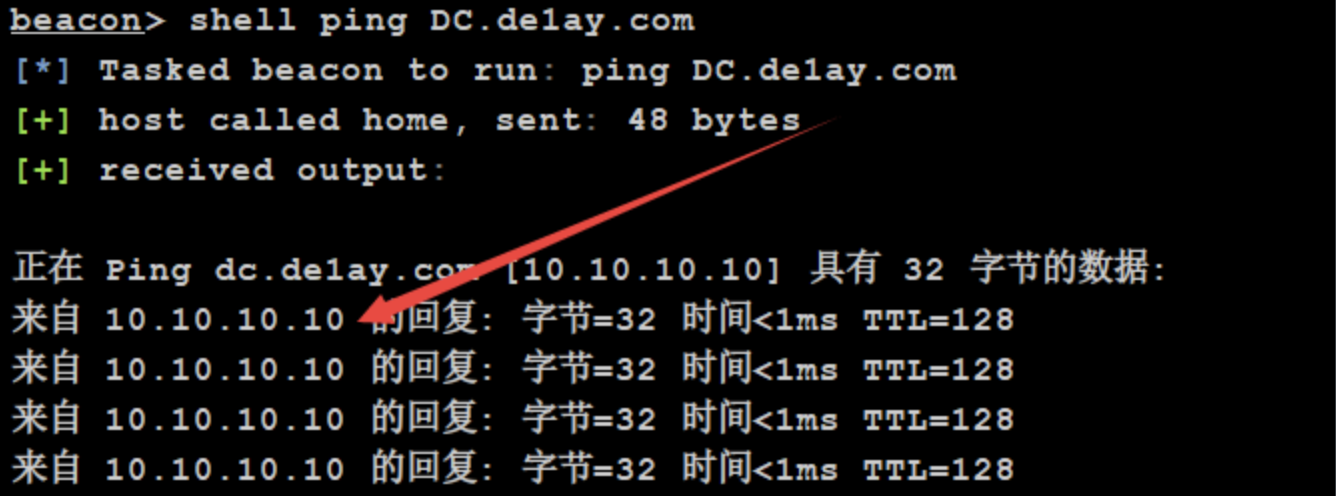 beacon> shell ping DC.de1ay.com
[*] Tasked beacon to run: ping DC.de1ay.com
[+] host called home, sent: 48 bytes
[+] received output:
正在 Ping dc.de1ay.com [10.10.10.10] 具有 32 字节的数据:
来自 10.10.10.10 的回复: 字节=32 时间<1ms TTL=128
来自 10.10.10.10 的回复: 字节=32 时间<1ms TTL=128
来自 10.10.10.10 的回复: 字节=32 时间<1ms TTL=128
来自 10.10.10.10 的回复: 字节=32 时间<1ms TTL=128